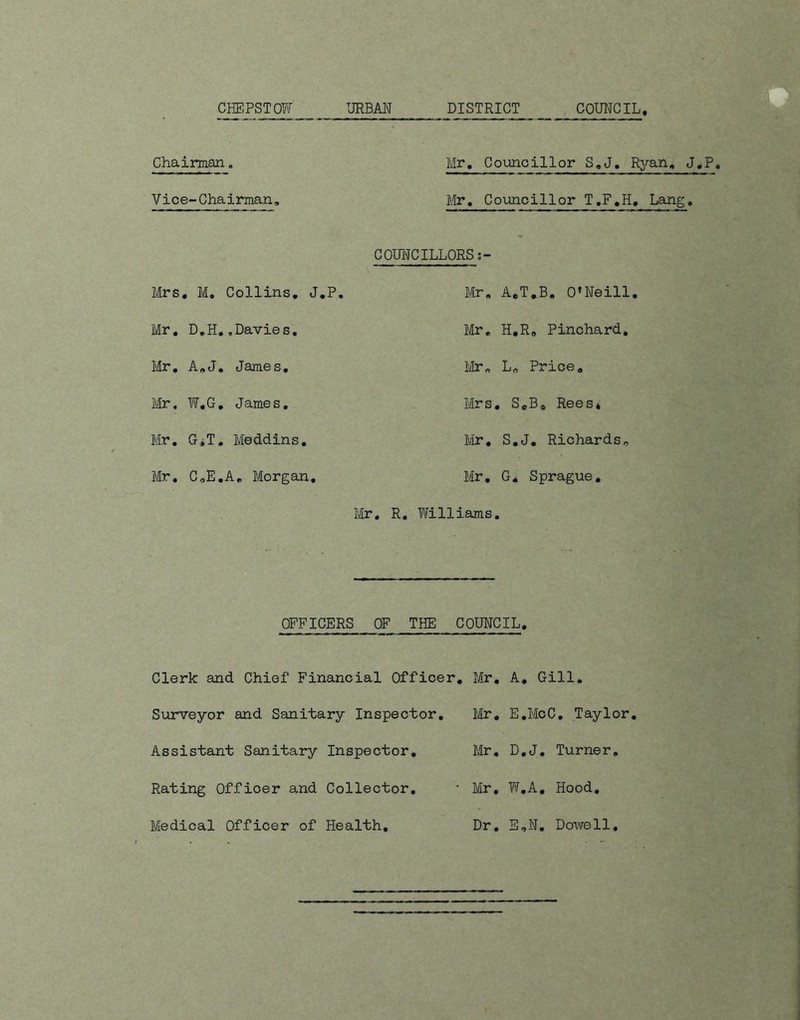 CHEPSTOW URBAN DISTRICT COUNCIL.
Chairman. Mr. Councillor S.J. Ryan. J.P.
Vice-Chairman. Mr. Councillor T.F.H. Lang.
COUNCILLORS:-
Mrs. M. Collins. J.P. Mr. A.T.B. O'Neill.
Mr. D.H..Davies. Mr. H.R. Pinchard.
Mr. A.J. James. Mr. L. Price.
Mr. W.G. James. Mrs. S.B. Rees.
Mr. G.T. Meddins. Mr. S.J. Richards.
Mr. C.E.A. Morgan. Mr. G. Sprague.
Mr. R. Williams.
OFFICERS OF THE COUNCIL.
Clerk and Chief Financial Officer. Mr. A. Gill.
Surveyor and Sanitary Inspector. Mr. E.McC. Taylor.
Assistant Sanitary Inspector. Mr. D.J. Turner.
Rating Officer and Collector. Mr. W.A. Hood.
Medical Officer of Health. Dr. E.N. Dowell.